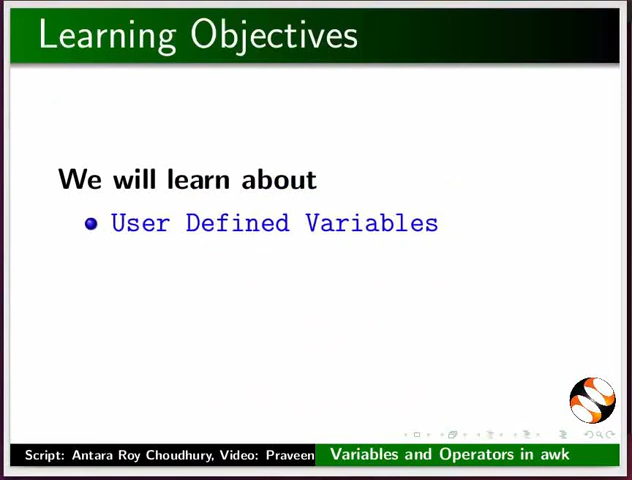 Learning Objectives
We will learn about
User Defined Variables
Script: Antara Roy Choudhury, Video: Praveen
Variables and Operators in awk